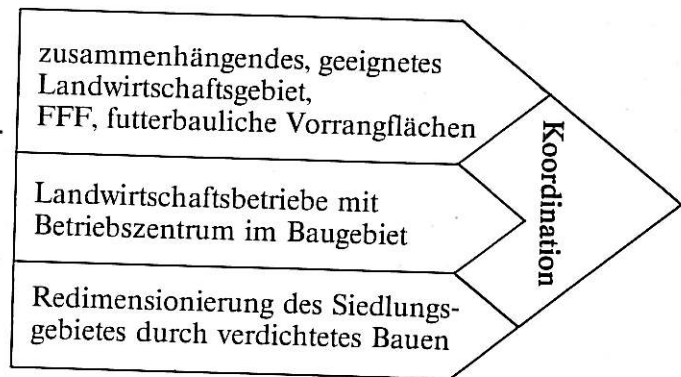 zusammenhängendes, geeignetes
Landwirtschaftsgebiet,
FFF, futterbauliche Vorrangflächen
Landwirtschaftsbetriebe mit
Betriebszentrum im Baugebiet
Redimensionierung des Siedlungs-
gebietes durch verdichtetes Bauen
Koordination